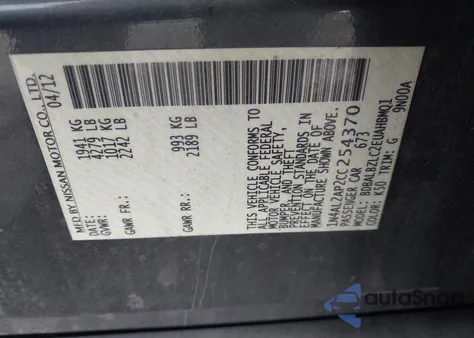 MFD BY NISSAN MOTOR CO., LTD.
04/12
GVWR: 1941 KG
4279 LB
GAWR FR: 1017 KG
2242 LB
GAWR RR: 993 KG
2189 LB
THIS VEHICLE CONFORMS TO
ALL APPLICABLE FEDERAL
MOTOR VEHICLE SAFETY,
BUMPER, AND THEFT
PREVENTION STANDARDS IN
EFFECT ON THE DATE OF
MANUFACTURE SHOWN ABOVE.
1N4AL2AP2CC254370
PASSENGER CAR 673
MODEL:
COLOR: K50 TRIM: G 9N00A
autoSnap